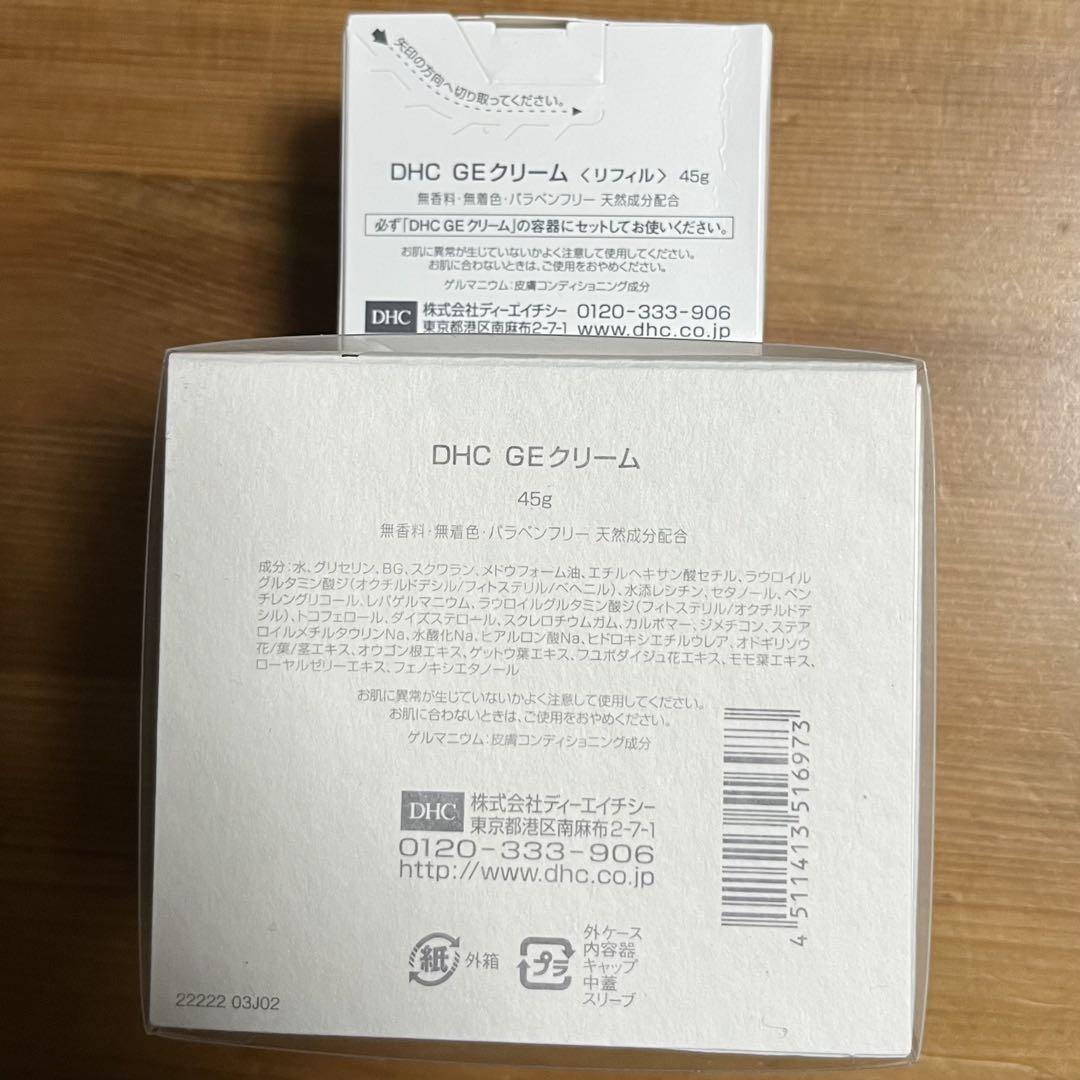 矢印の方向へ切り取ってください。
DHC GEクリーム〈リフィル〉 45g
無香料・無着色・パラベンフリー 天然成分配合
必ず「DHC GEクリーム」の容器にセットしてお使いください。
お肌に異常が生じていないかよく注意して使用してください。
お肌に合わないときは、ご使用をおやめください。
ゲルマニウム:皮膚コンディショニング成分
DHC 株式会社ディーエイチシー 0120-333-906
東京都港区南麻布2-7-1 www.dhc.co.jp
DHC GEクリーム
45g
無香料・無着色・パラベンフリー 天然成分配合
成分:水、グリセリン、BG、スクワラン、メドウフォーム油、エチルヘキサン酸セチル、ラウロイル
グルタミン酸ジ(オクチルドデシル/フィトステリル/ベヘニル)、水添レシチン、セタノール、ペン
チレングリコール、レパゲルマニウム、ラウロイルグルタミン酸ジ(フィトステリル/オクチルドデ
シル)、トコフェロール、ダイズステロール、スクレロチウムガム、カルボマー、ジメチコン、ステア
ロイルメチルタウリンNa、水酸化Na、ヒアルロン酸Na、ヒドロキシエチルウレア、オドリコソウ
花/葉/茎エキス、オウゴン根エキス、ゲットウ葉エキス、フユボダイジュ花エキス、モモ葉エキス、
ローヤルゼリーエキス、フェノキシエタノール
お肌に異常が生じていないかよく注意して使用してください。
お肌に合わないときは、ご使用をおやめください。
ゲルマニウム:皮膚コンディショニング成分
DHC 株式会社ディーエイチシー
東京都港区南麻布2-7-1
0120-333-906
http://www.dhc.co.jp
4 511413 516973
紙 外箱
プラ
外ケース
内容器
キャップ
中蓋
スリーブ
22222 03J02